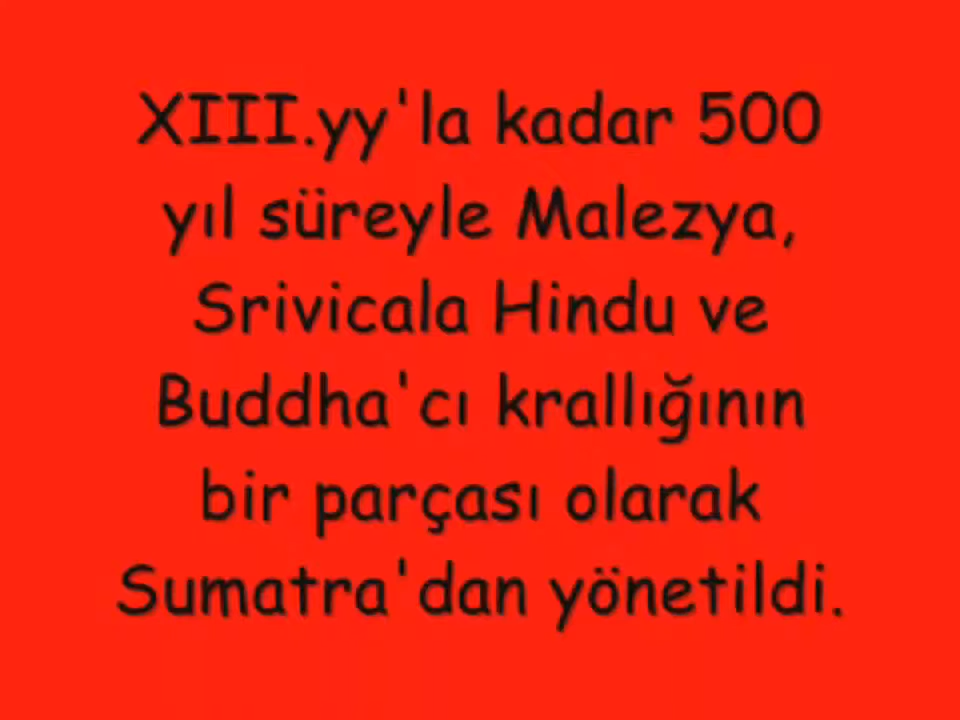 XIII.yy'la kadar 500
yıl süreyle Malezya,
Srivicala Hindu ve
Buddha'cı krallığının
bir parçası olarak
Sumatra'dan yönetildi.